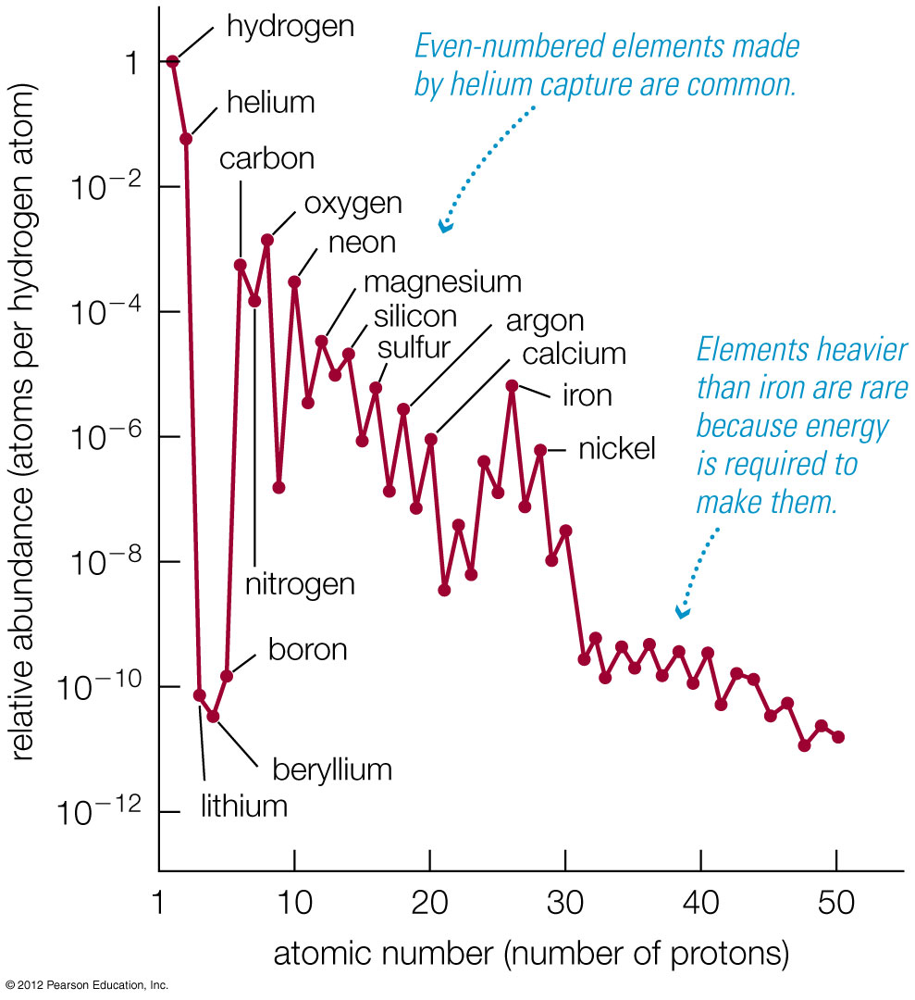 hydrogen
1
Even-numbered elements made
by helium capture are common.
helium
carbon
10−2
oxygen
neon
magnesium
10−4
silicon
argon
sulfur
calcium
Elements heavier
than iron are rare
because energy
is required to
make them.
iron
10−6
nickel
10−8
nitrogen
boron
10−10
beryllium
lithium
10−12
relative abundance (atoms per hydrogen atom)
1 10 20 30 40 50
atomic number (number of protons)
© 2012 Pearson Education, Inc.